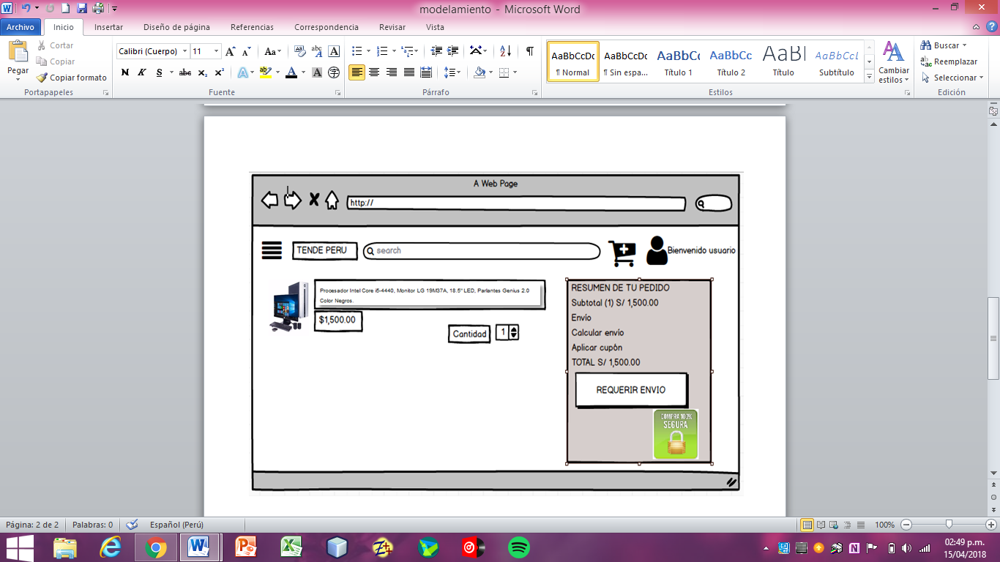 modelamiento - Microsoft Word
Archivo Inicio Insertar Diseño de página Referencias Correspondencia Revisar Vista
Pegar
Cortar
Copiar
Copiar formato
Portapapeles
Calibri (Cuerpo) 11
Fuente
Párrafo
AaBbCcDc AaBbCcDc AaBbCc AaBbCc AaBl AaBbCcL
¶ Normal ¶ Sin espa... Título 1 Título 2 Título Subtítulo
Cambiar estilos
Estilos
Buscar
Reemplazar
Seleccionar
Edición
A Web Page
http://
TENDE PERU
search
Bienvenido usuario
Procesador Intel Core i5-4440, Monitor LG 19M37A, 18.5" LED, Parlantes Genius 2.0
Color Negros.
$1,500.00
Cantidad 1
RESUMEN DE TU PEDIDO
Subtotal (1) S/ 1,500.00
Envío
Calcular envío
Aplicar cupón
TOTAL S/ 1,500.00
REQUERIR ENVIO
COMPRA 100%
SEGURA
Página: 2 de 2 Palabras: 0 Español (Perú) 100%
02:49 p.m.
15/04/2018